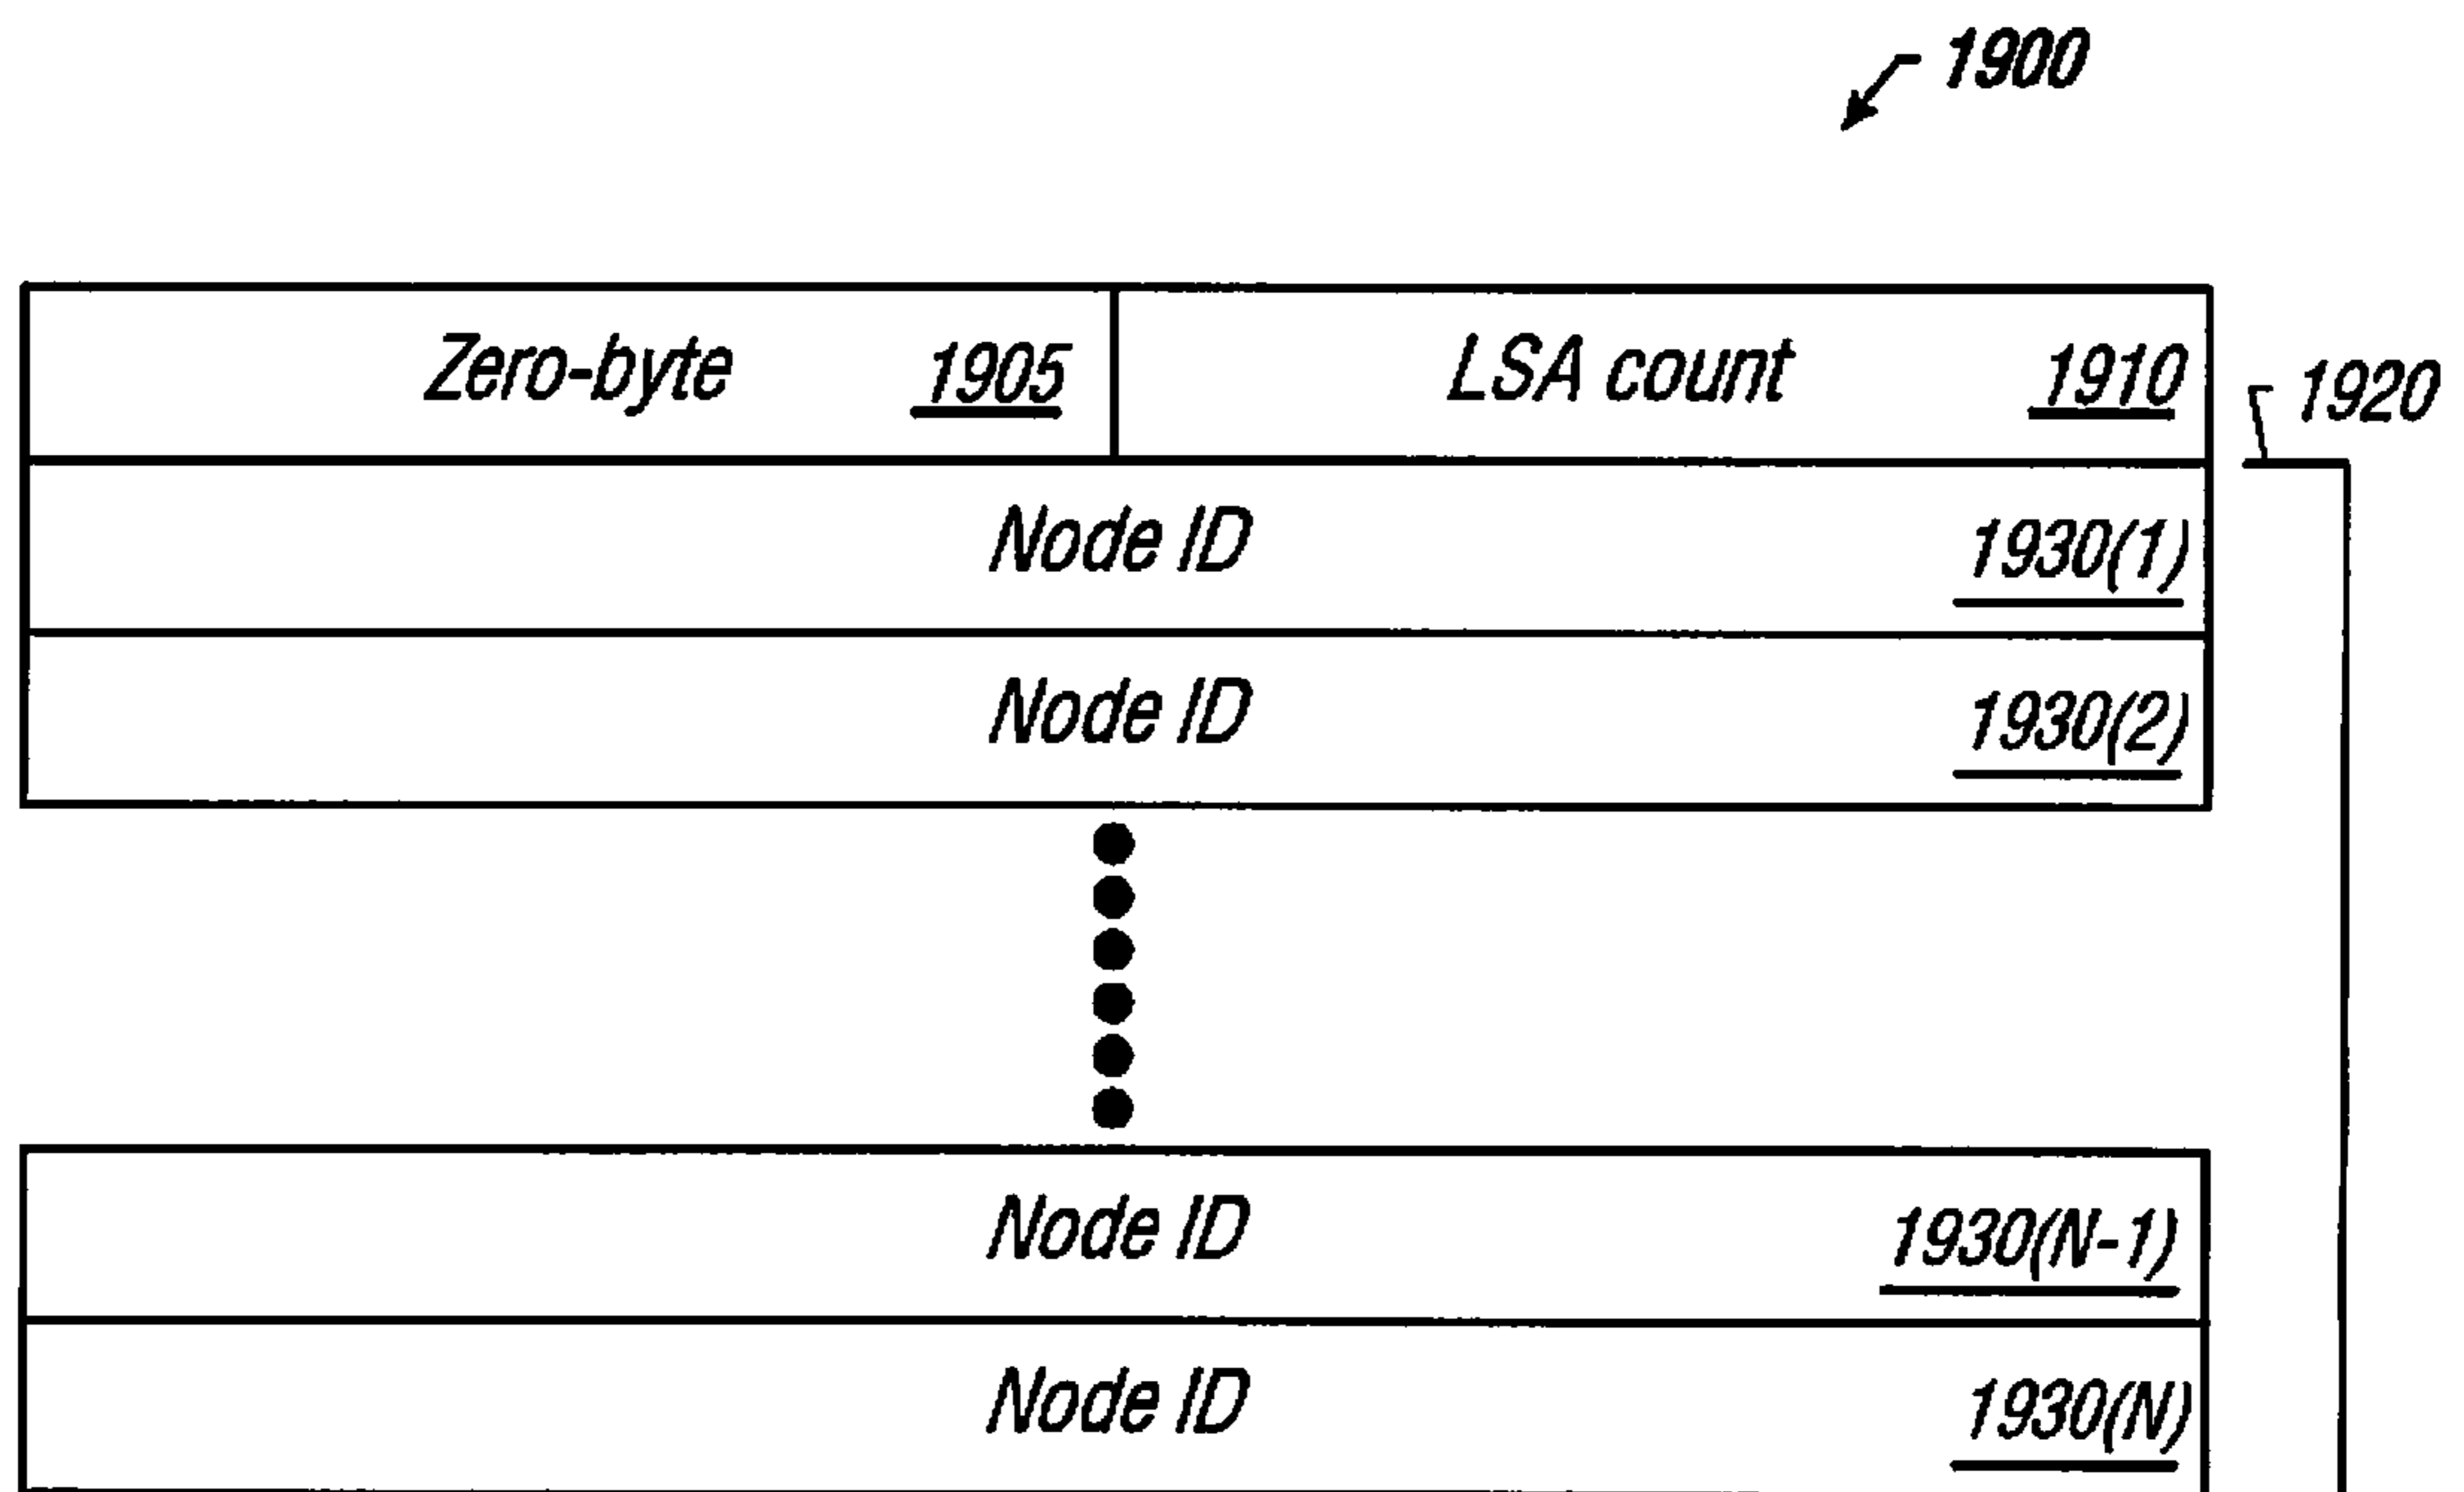 1900
Zero-byte 1905 LSA count 1910
1920
Node ID 1930(1)
Node ID 1930(2)
Node ID 1930(N-1)
Node ID 1930(N)